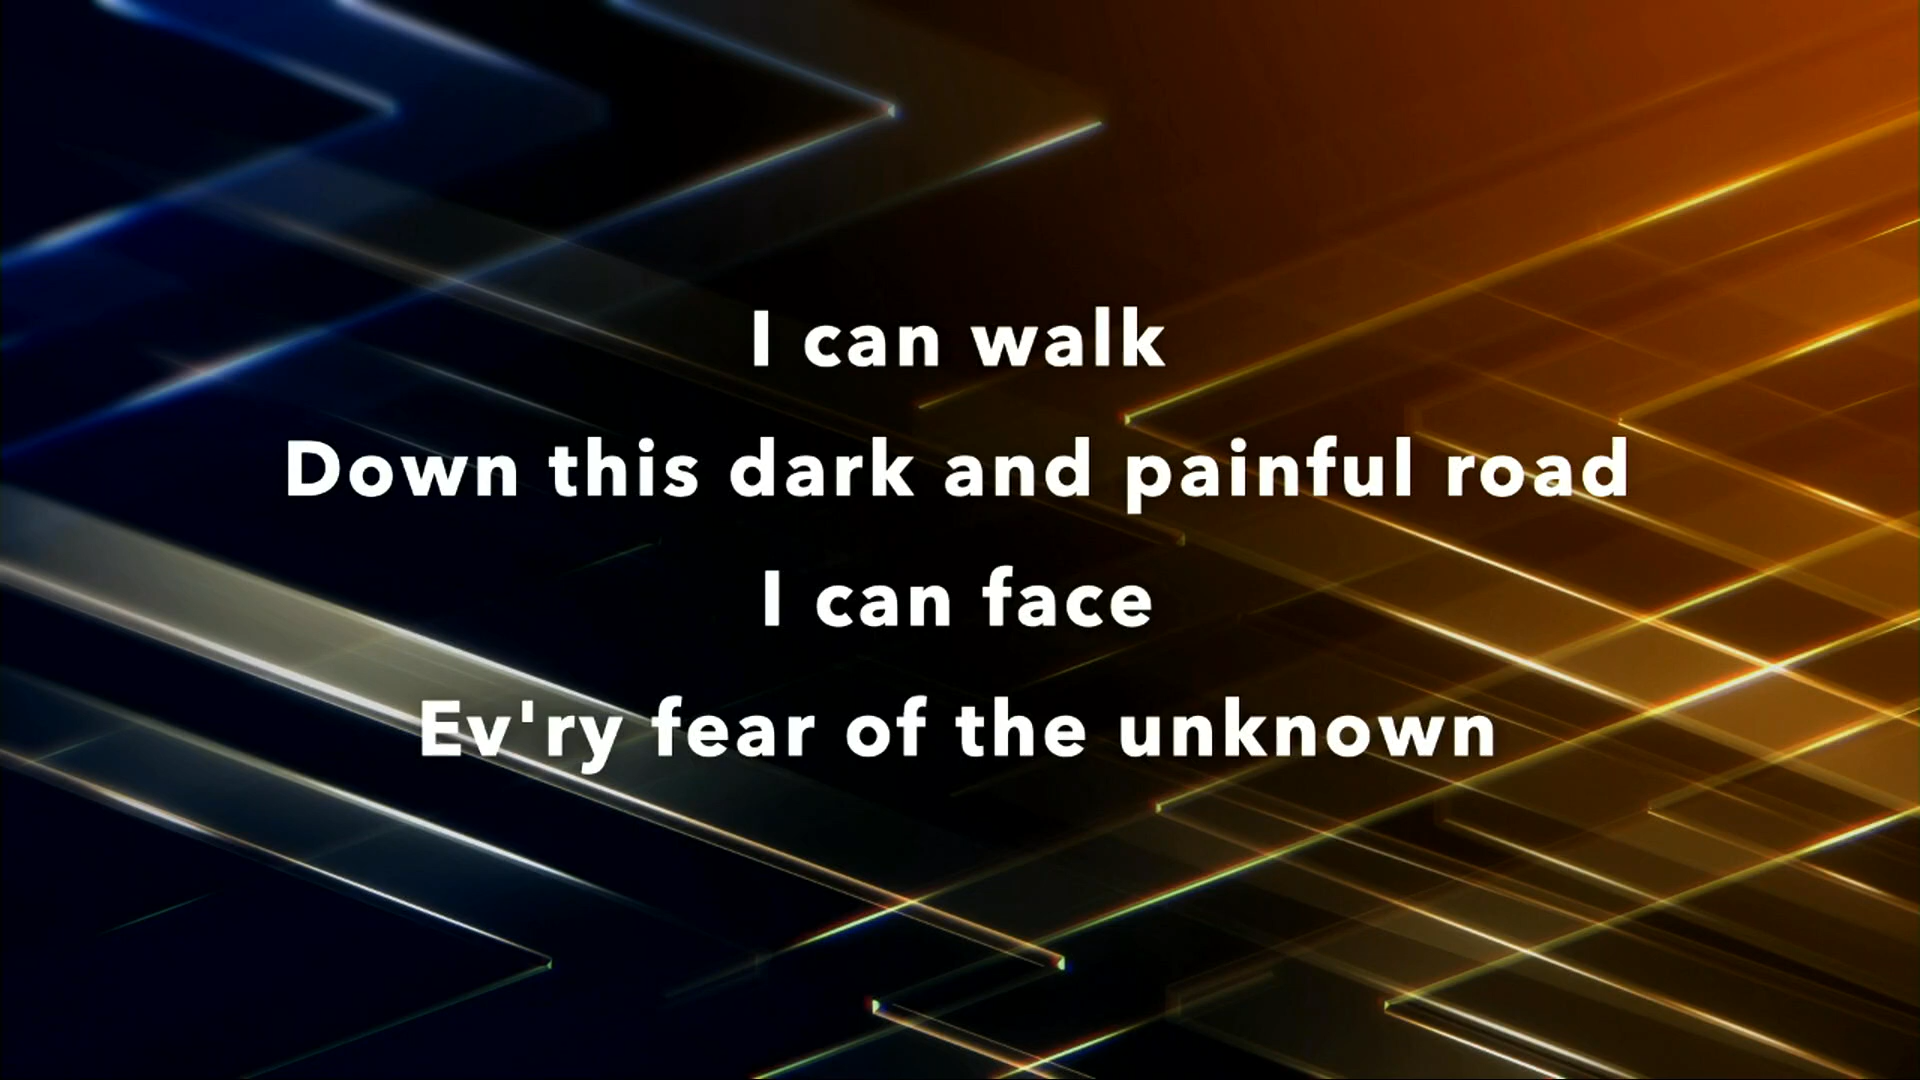 I can walk
Down this dark and painful road
I can face
Ev'ry fear of the unknown